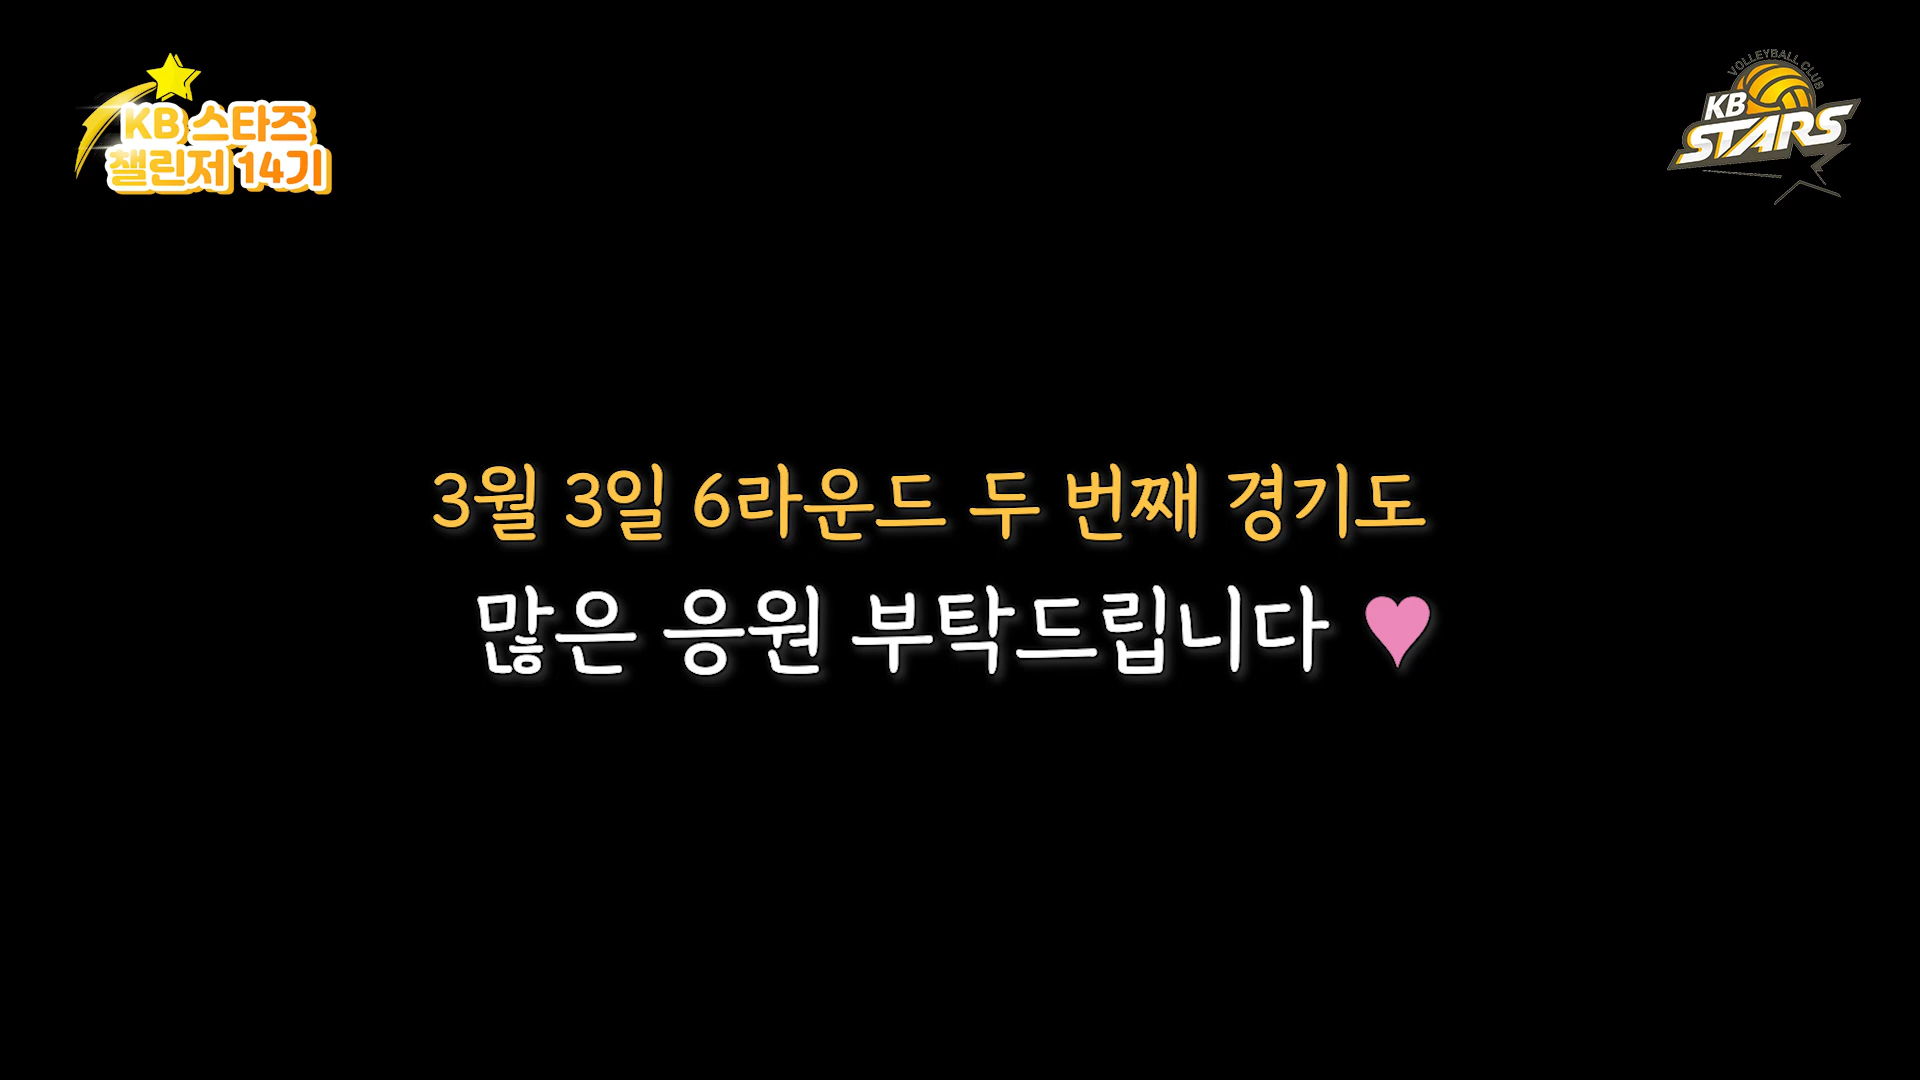 KB 스타즈
챌린저 14기
VOLLEYBALL CLUB
KB
STARS
3월 3일 6라운드 두 번째 경기도
많은 응원 부탁드립니다 ♥